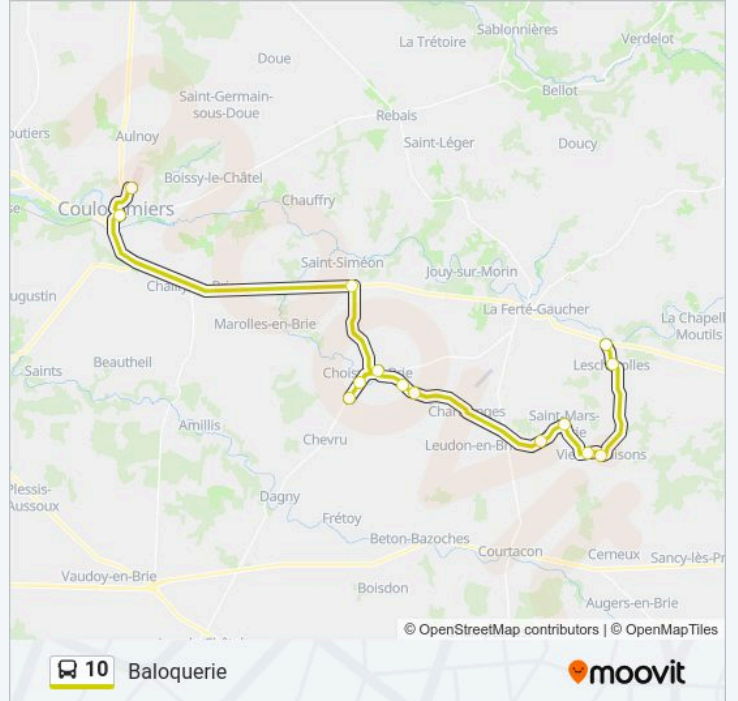 Sablonnières
La Trétoire
Verdelot
Doue
Bellot
Saint-Germain-
sous-Doue
Rebais
outiers
Aulnoy
Saint-Léger
Doucy
Boissy-le-Châtel
Chauffry
Saint-Siméon
Jouy-sur-Morin
ugustin
La Ferté-Gaucher
La Chapell
Moutils
Marolles-en-Brie
Beautheil
Saints
Amillis
Saint-Mars-
Chevru
Leudon-en-Br
Plessis-
Aussoux
Dagny
Frétoy
Beton-Bazoches
Courtacon
Cerneux
Sancy-lès-Pr
Vaudoy-en-Brie
Boisdon
Augers-en-Brie
© OpenStreetMap contributors | © OpenMapTiles
10 Baloquerie
moovit